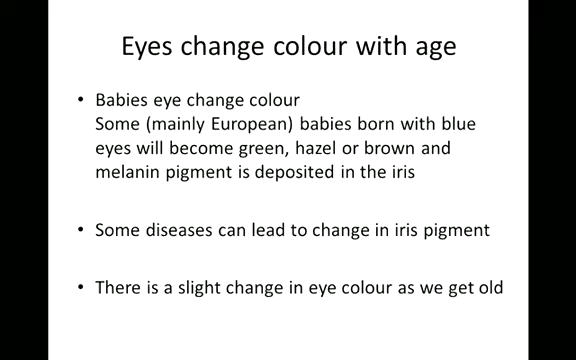 Eyes change colour with age
• Babies eye change colour
Some (mainly European) babies born with blue
eyes will become green, hazel or brown and
melanin pigment is deposited in the iris
• Some diseases can lead to change in iris pigment
• There is a slight change in eye colour as we get old